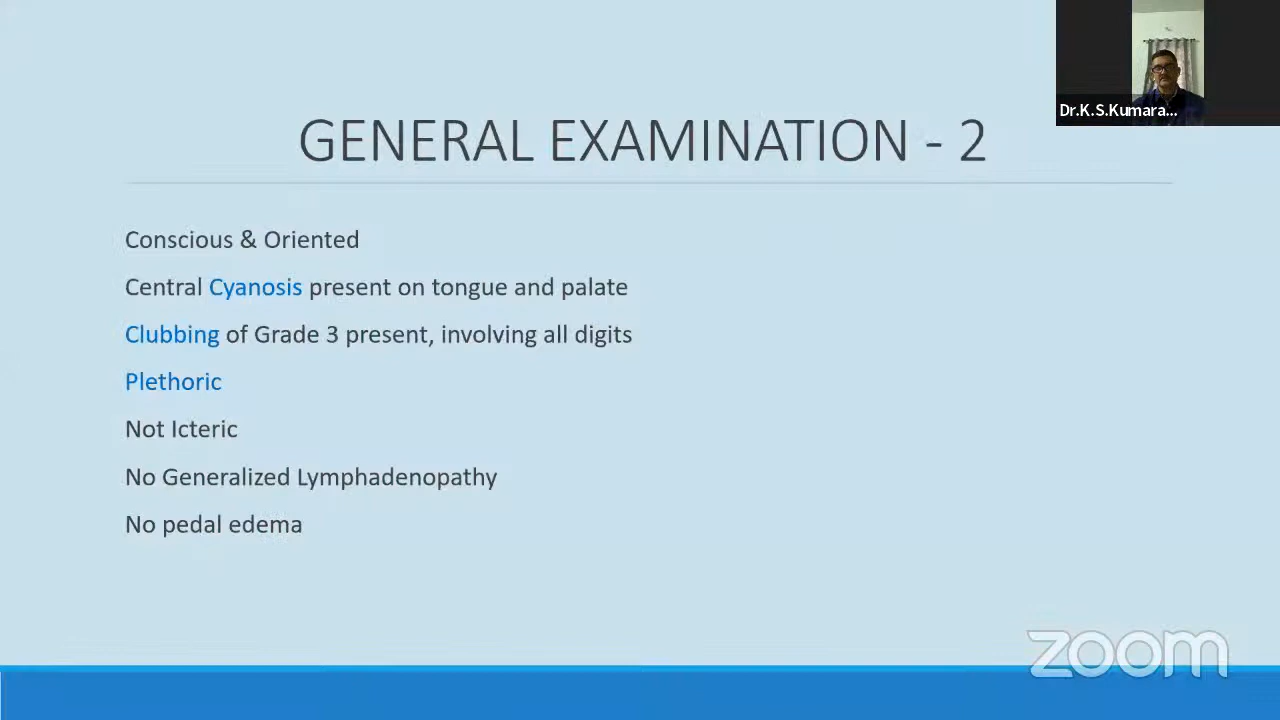 Dr.K.S.Kumara...
GENERAL EXAMINATION - 2
Conscious & Oriented
Central Cyanosis present on tongue and palate
Clubbing of Grade 3 present, involving all digits
Plethoric
Not Icteric
No Generalized Lymphadenopathy
No pedal edema
zoom